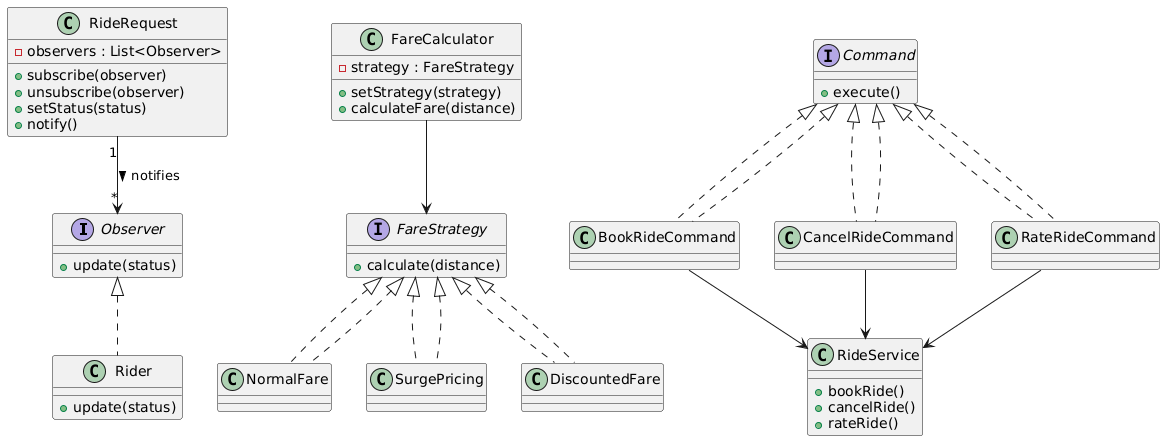 C RideRequest
observers : List<Observer>
subscribe(observer)
unsubscribe(observer)
setStatus(status)
notify()
1
notifies
*
I Observer
update(status)
C Rider
update(status)
C FareCalculator
strategy : FareStrategy
setStrategy(strategy)
calculateFare(distance)
I FareStrategy
calculate(distance)
C NormalFare
C SurgePricing
C DiscountedFare
I Command
execute()
C BookRideCommand
C CancelRideCommand
C RateRideCommand
C RideService
bookRide()
cancelRide()
rateRide()